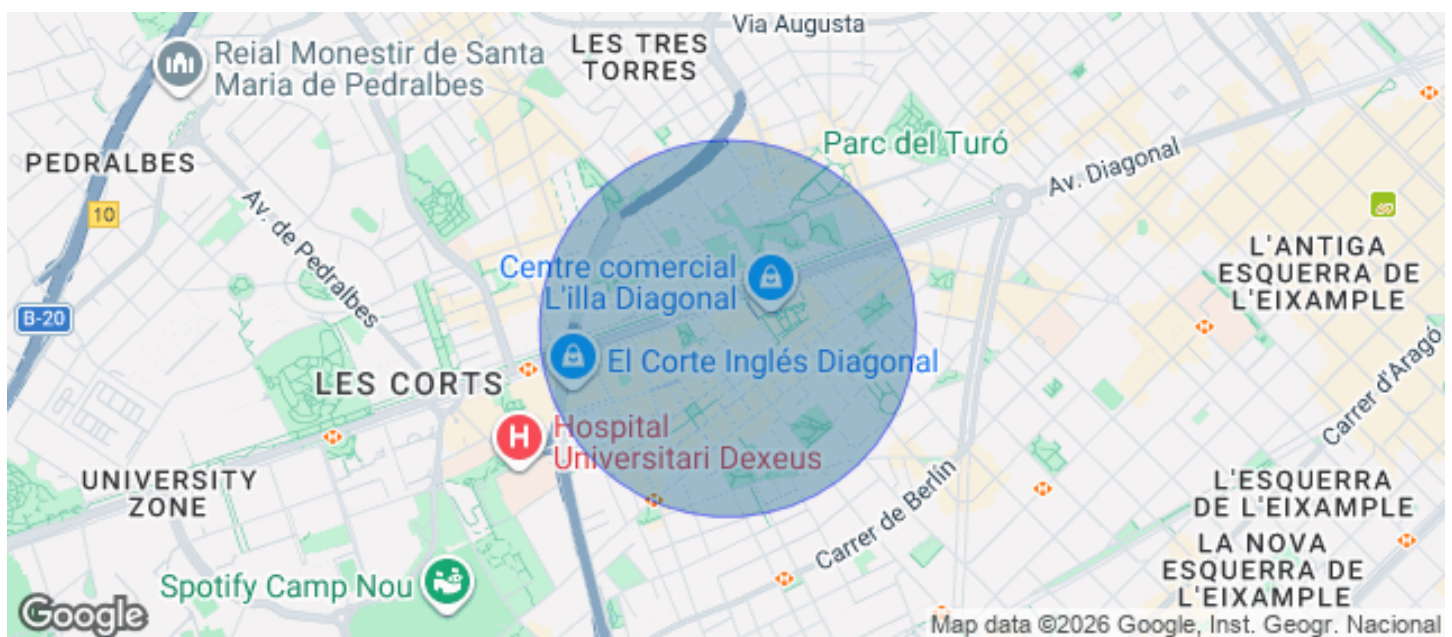 Via Augusta
Reial Monestir de Santa
Maria de Pedralbes
LES TRES
TORRES
Parc del Turó
PEDRALBES
Av. Diagonal
10
Av. de Pedralbes
L'ANTIGA
ESQUERRA DE
L'EIXAMPLE
Centre comercial
L'illa Diagonal
B-20
El Corte Inglés Diagonal
LES CORTS
Carrer d'Aragó
H
Hospital
Universitari Dexeus
UNIVERSITY
ZONE
Carrer de Berlín
L'ESQUERRA
DE L'EIXAMPLE
LA NOVA
ESQUERRA DE
L'EIXAMPLE
Spotify Camp Nou
Google
Map data ©2026 Google, Inst. Geogr. Nacional